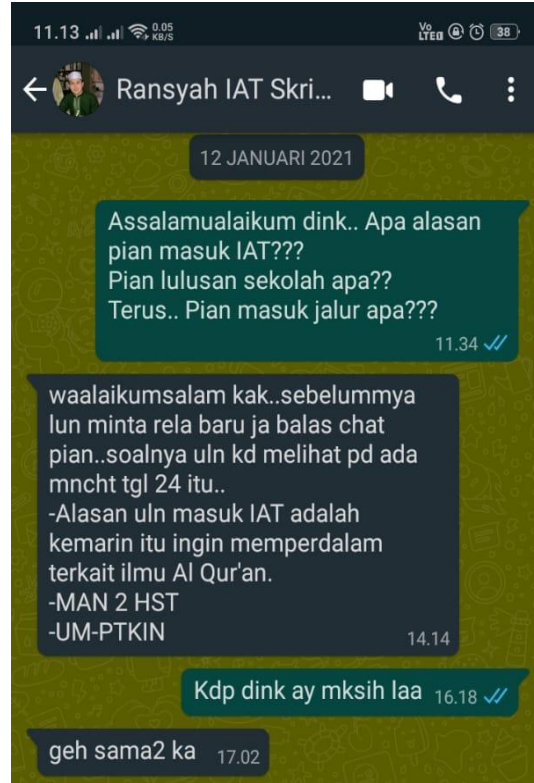 11.13 0.05 KB/S Vo LTE 38
Ransyah IAT Skri...
12 JANUARI 2021
Assalamualaikum dink.. Apa alasan
pian masuk IAT???
Pian lulusan sekolah apa??
Terus.. Pian masuk jalur apa???
11.34
waalaikumsalam kak..sebelummya
lun minta rela baru ja balas chat
pian..soalnya uln kd melihat pd ada
mncht tgl 24 itu..
-Alasan uln masuk IAT adalah
kemarin itu ingin memperdalam
terkait ilmu Al Qur'an.
-MAN 2 HST
-UM-PTKIN
14.14
Kdp dink ay mksih laa 16.18
geh sama2 ka 17.02